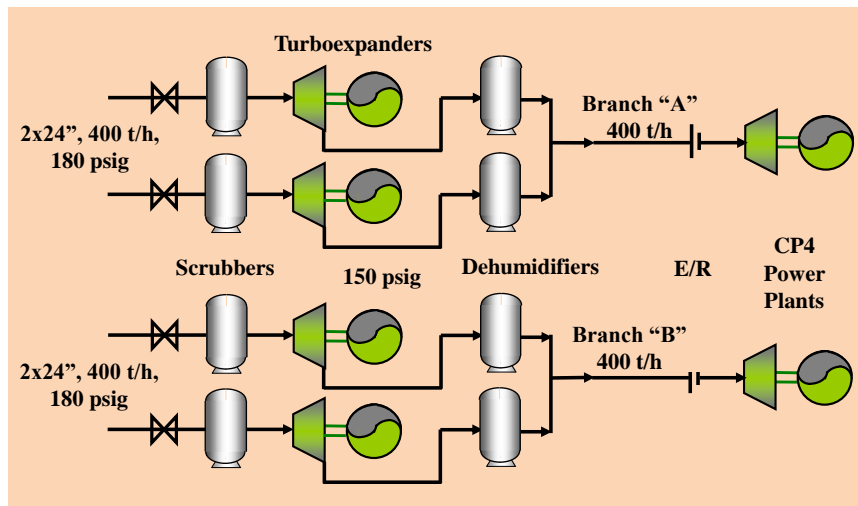 Turboexpanders
2x24”, 400 t/h,
180 psig
Branch “A”
400 t/h
Scrubbers
150 psig
Dehumidifiers
E/R
CP4
Power
Plants
2x24”, 400 t/h,
180 psig
Branch “B”
400 t/h